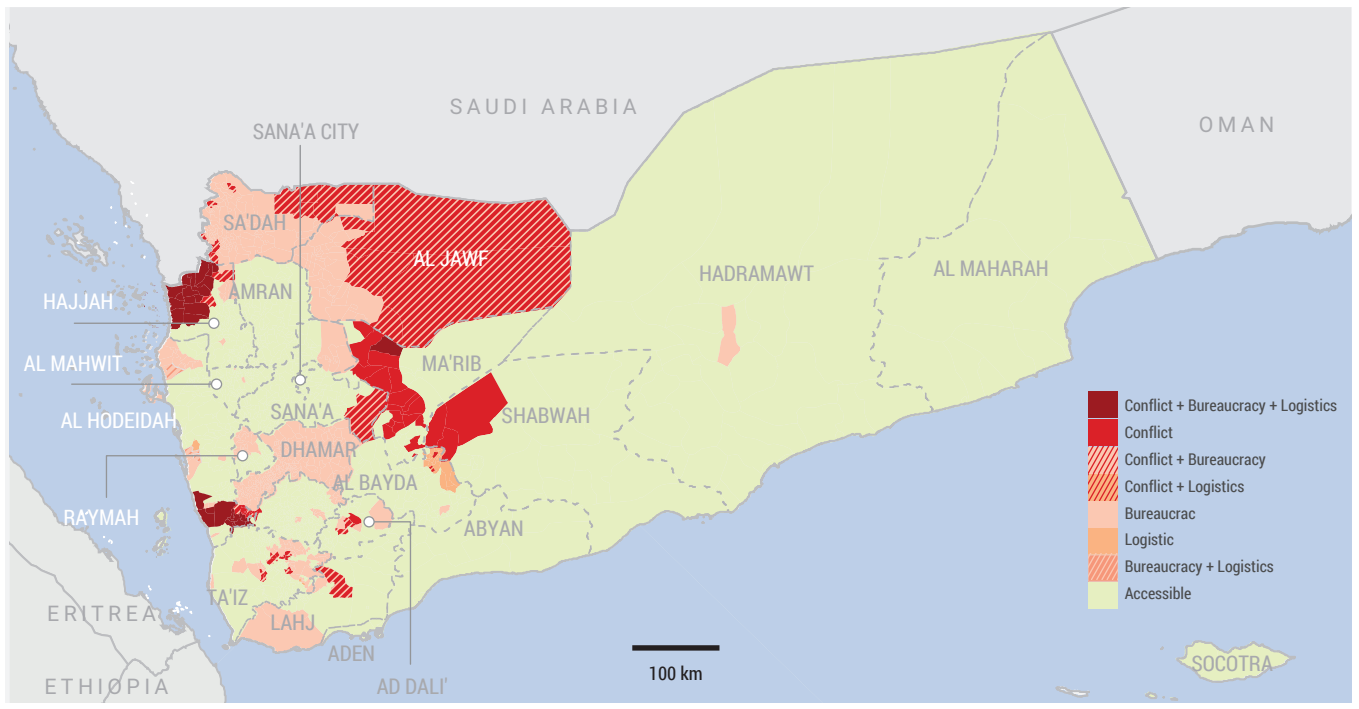 SAUDI ARABIA
OMAN
SANA'A CITY
SA'DAH
AL JAWF
HADRAMAWT
AL MAHARAH
AMRAN
HAJJAH
AL MAHWIT
MA'RIB
AL HODEIDAH
SANA'A
SHABWAH
DHAMAR
AL BAYDA
RAYMAH
ABYAN
TA'IZ
LAHJ
ADEN
AD DALI'
ERITREA
ETHIOPIA
SOCOTRA
100 km
Conflict + Bureaucracy + Logistics
Conflict
Conflict + Bureaucracy
Conflict + Logistics
Bureaucrac
Logistic
Bureaucracy + Logistics
Accessible